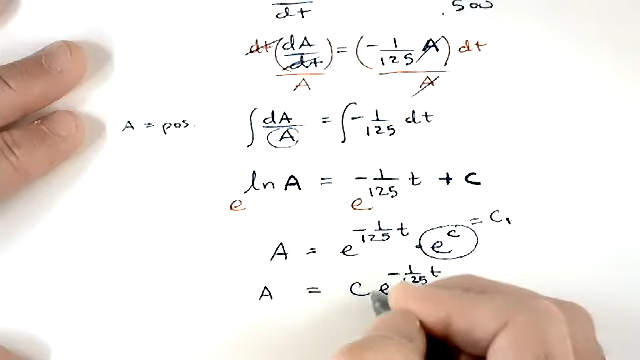 dt .500
dt(dA/dt)/A = (-1/125 A)/A dt
A = pos. ∫ dA/A = ∫ -1/125 dt
e ln A = e -1/125 t + c
A = e^(-1/125 t) · e^c = C₁
A = C e^(-1/125 t)